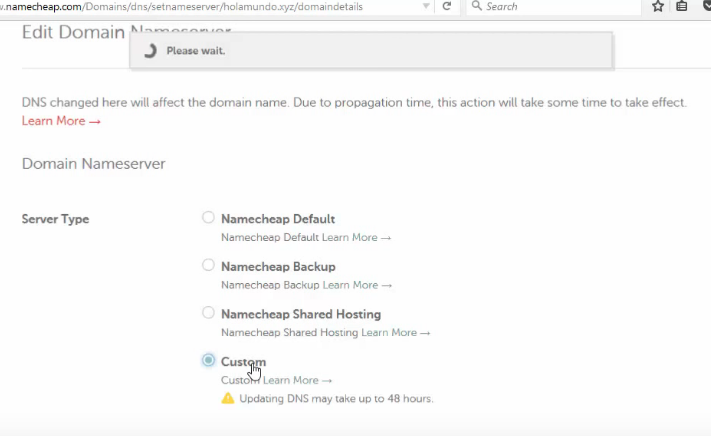 .namecheap.com/Domains/dns/setnameserver/holamundo.xyz/domaindetails
Search
Edit Domain Nameserver
Please wait.
DNS changed here will affect the domain name. Due to propagation time, this action will take some time to take effect.
Learn More →
Domain Nameserver
Server Type
Namecheap Default
Namecheap Default Learn More →
Namecheap Backup
Namecheap Backup Learn More →
Namecheap Shared Hosting
Namecheap Shared Hosting Learn More →
Custom
Custom Learn More →
Updating DNS may take up to 48 hours.